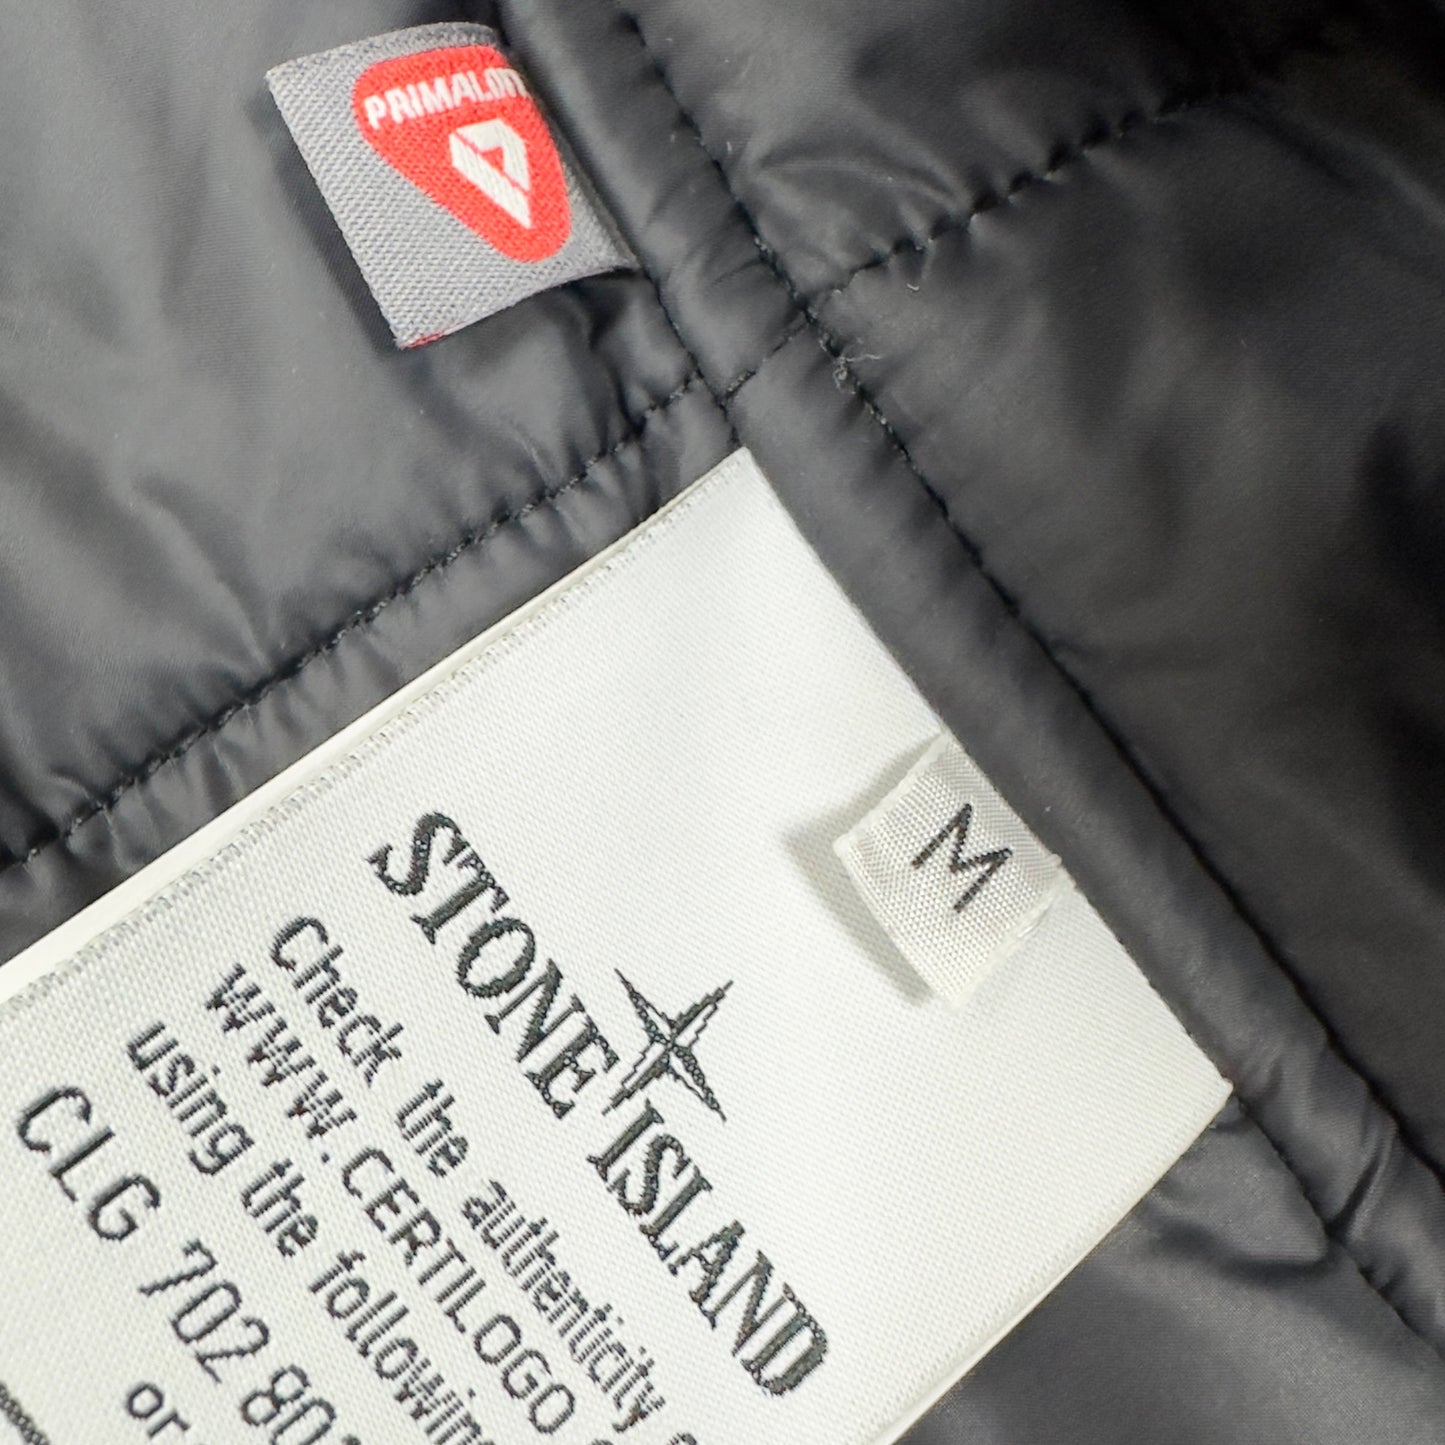 PRIMALOFT
M
STONE ISLAND
Check the authenticity
WWW.CERTILOGO
using the following
CLG 702 80
or